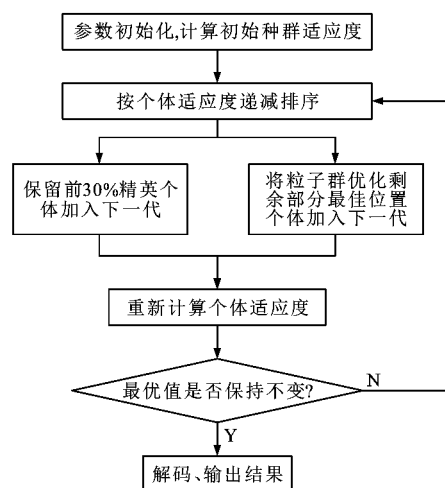 参数初始化,计算初始种群适应度
按个体适应度递减排序
保留前30%精英个
体加入下一代
将粒子群优化剩
余部分最佳位置
个体加入下一代
重新计算个体适应度
最优值是否保持不变?
N
Y
解码、输出结果